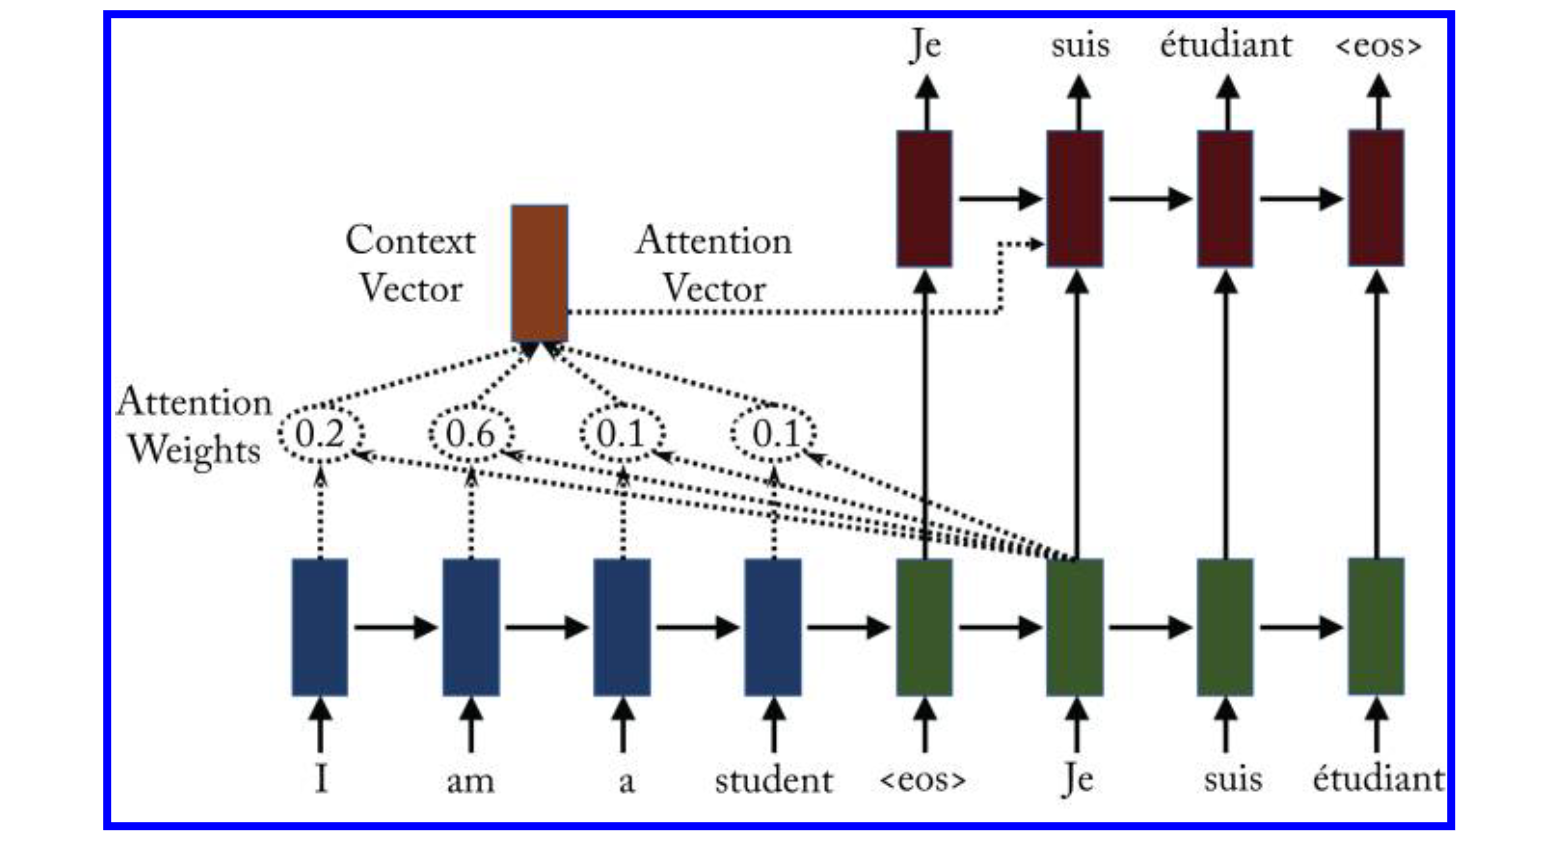 Je suis étudiant <eos>
Context Vector
Attention Vector
Attention Weights
0.2 0.6 0.1 0.1
I am a student <eos> Je suis étudiant